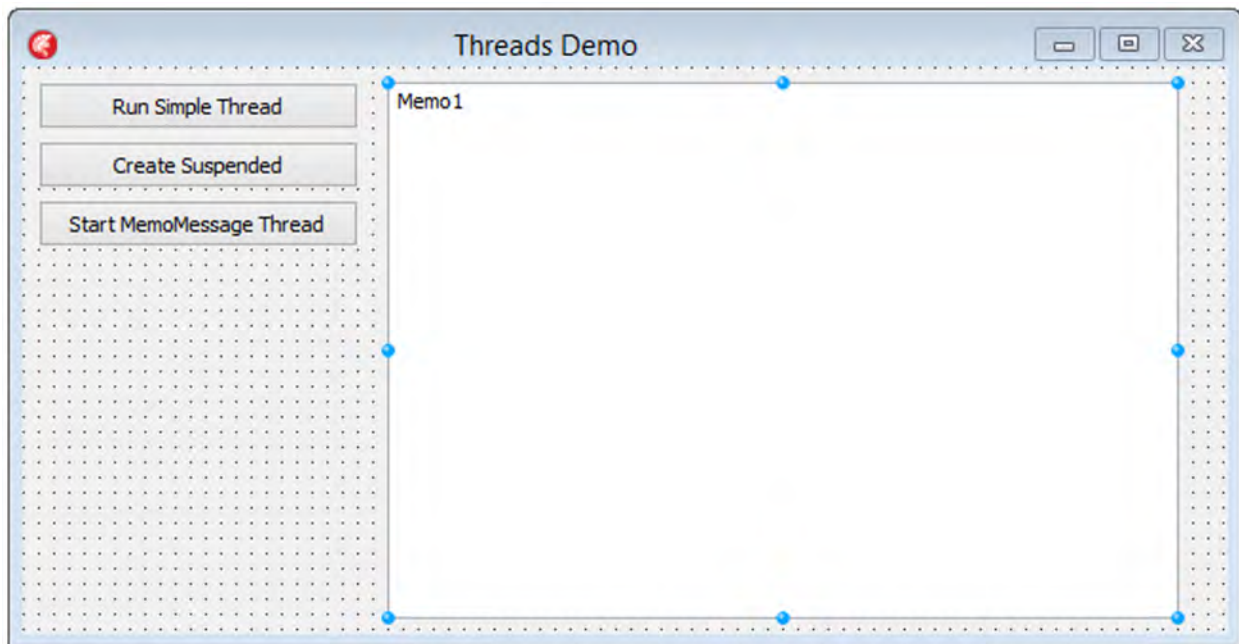 Threads Demo
Run Simple Thread
Create Suspended
Start MemoMessage Thread
Memo1